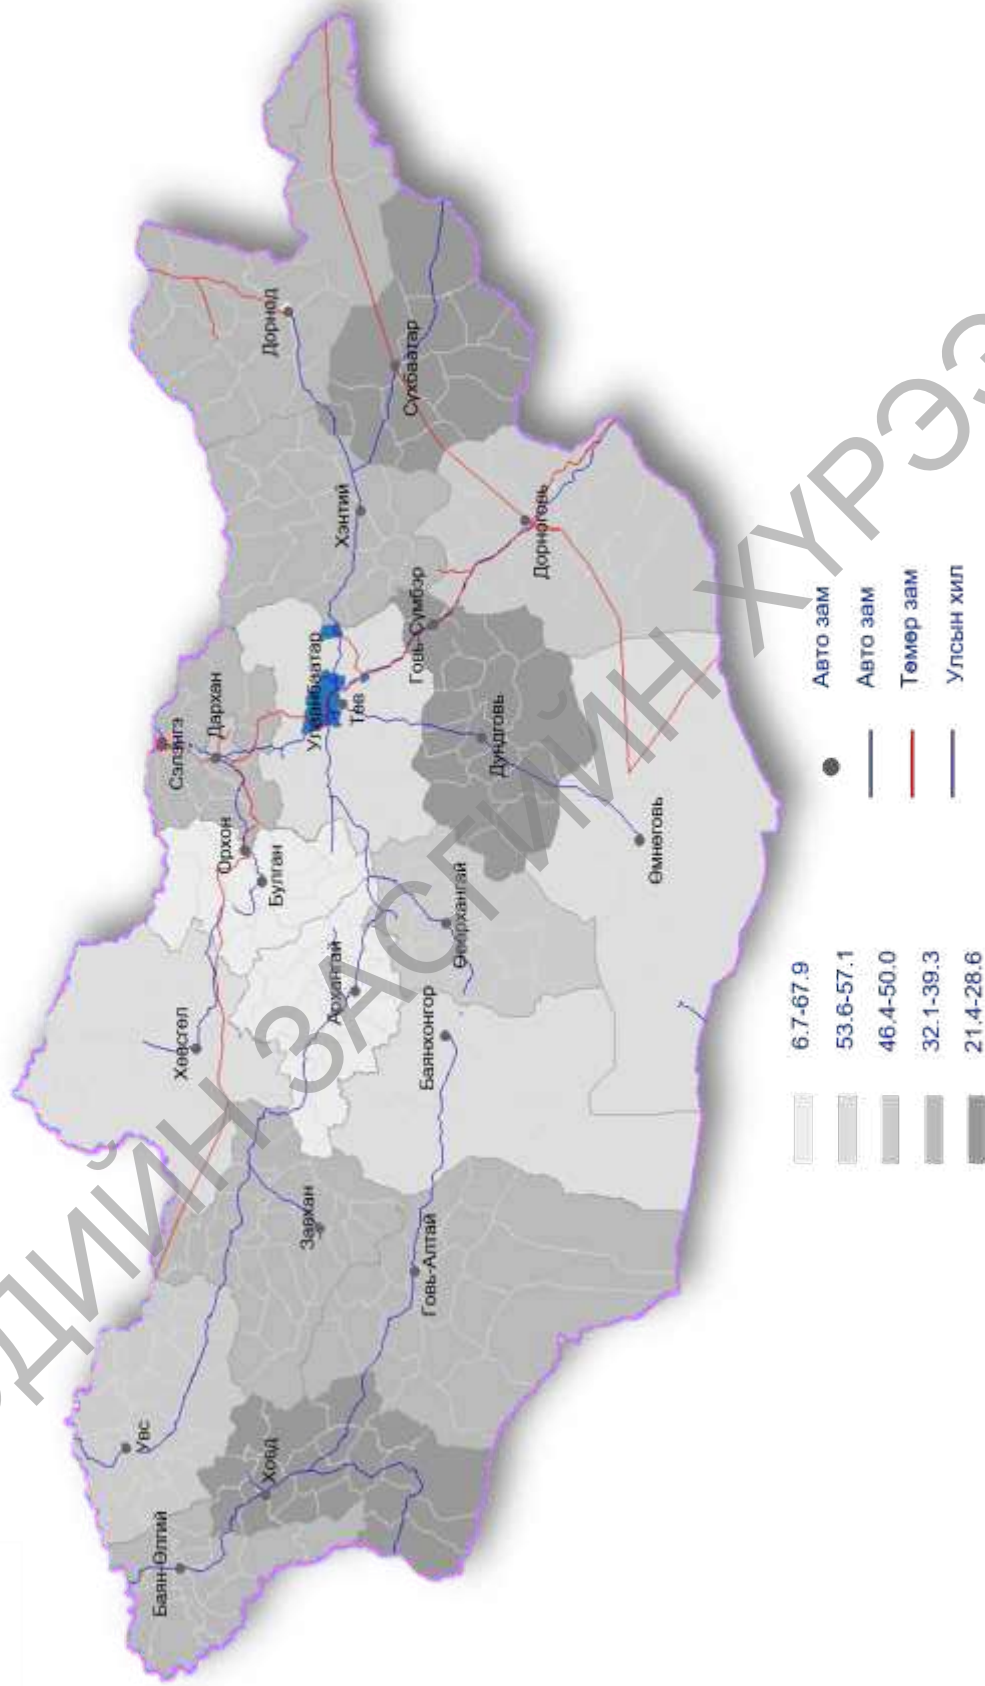 Баян-Өлгий
Увс
Ховд
Завхан
Говь-Алтай
Хөвсгөл
Архангай
Баянхонгор
Өвөрхангай
Булган
Орхон
Сэлэнгэ
Дархан
Улаанбаатар
Төв
Дундговь
Өмнөговь
Говь-Сүмбэр
Хэнтий
Дорноговь
Сүхбаатар
Дорнод
ЗАСГИЙН ХҮРЭЭ
6.7-67.9
53.6-57.1
46.4-50.0
32.1-39.3
21.4-28.6
Авто зам
Авто зам
Төмөр зам
Улсын хил